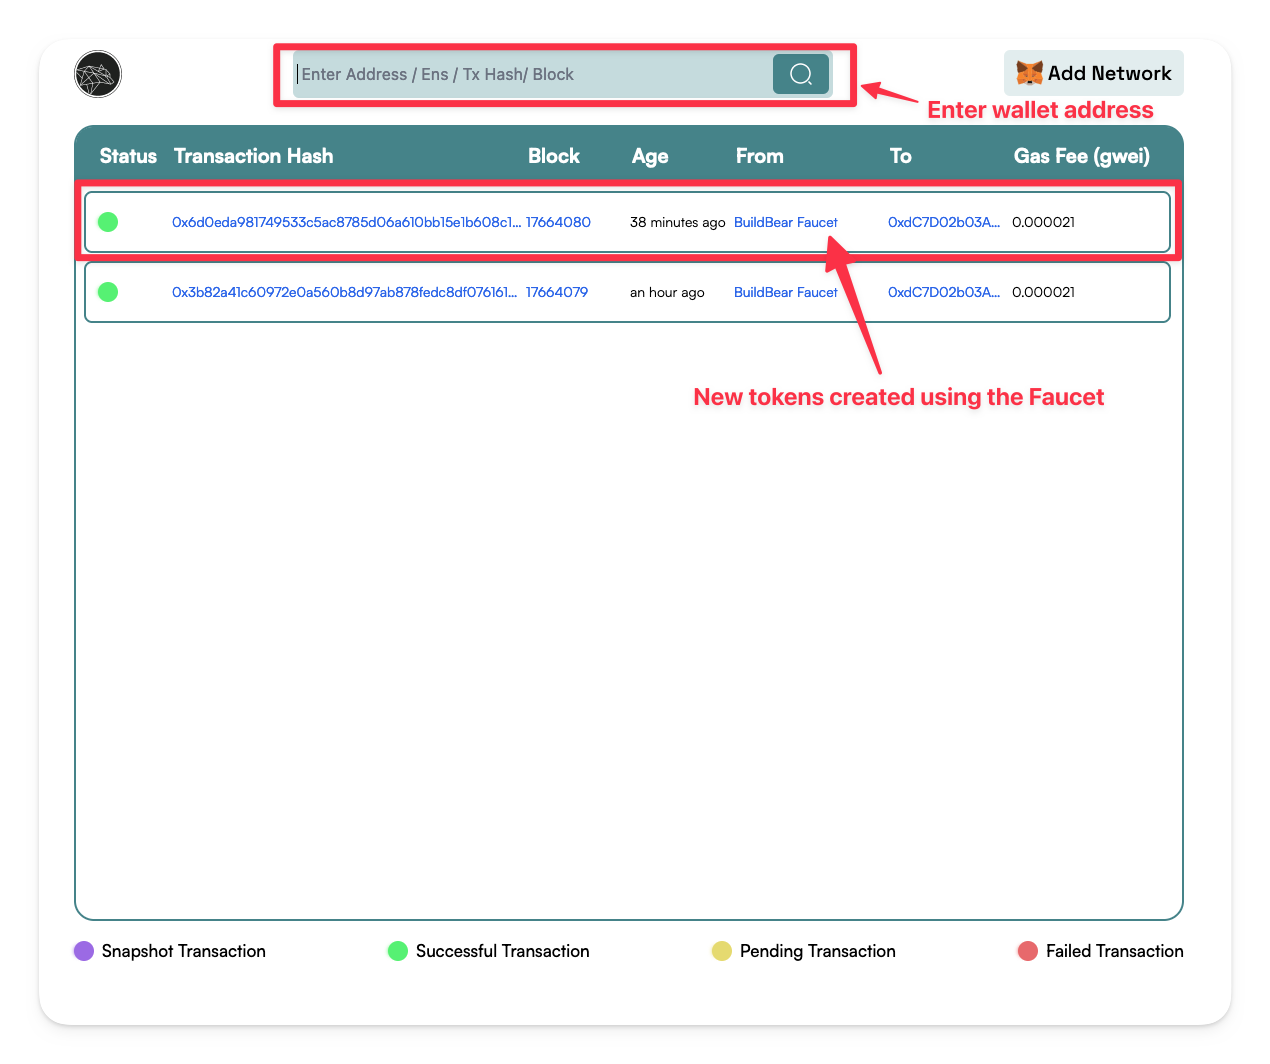 Enter Address / Ens / Tx Hash/ Block
Add Network
Enter wallet address
Status Transaction Hash Block Age From To Gas Fee (gwei)
0x6d0eda981749533c5ac8785d06a610bb15e1b608c1... 17664080 38 minutes ago BuildBear Faucet 0xdC7D02b03A... 0.000021
0x3b82a41c60972e0a560b8d97ab878fedc8df076161... 17664079 an hour ago BuildBear Faucet 0xdC7D02b03A... 0.000021
New tokens created using the Faucet
Snapshot Transaction Successful Transaction Pending Transaction Failed Transaction